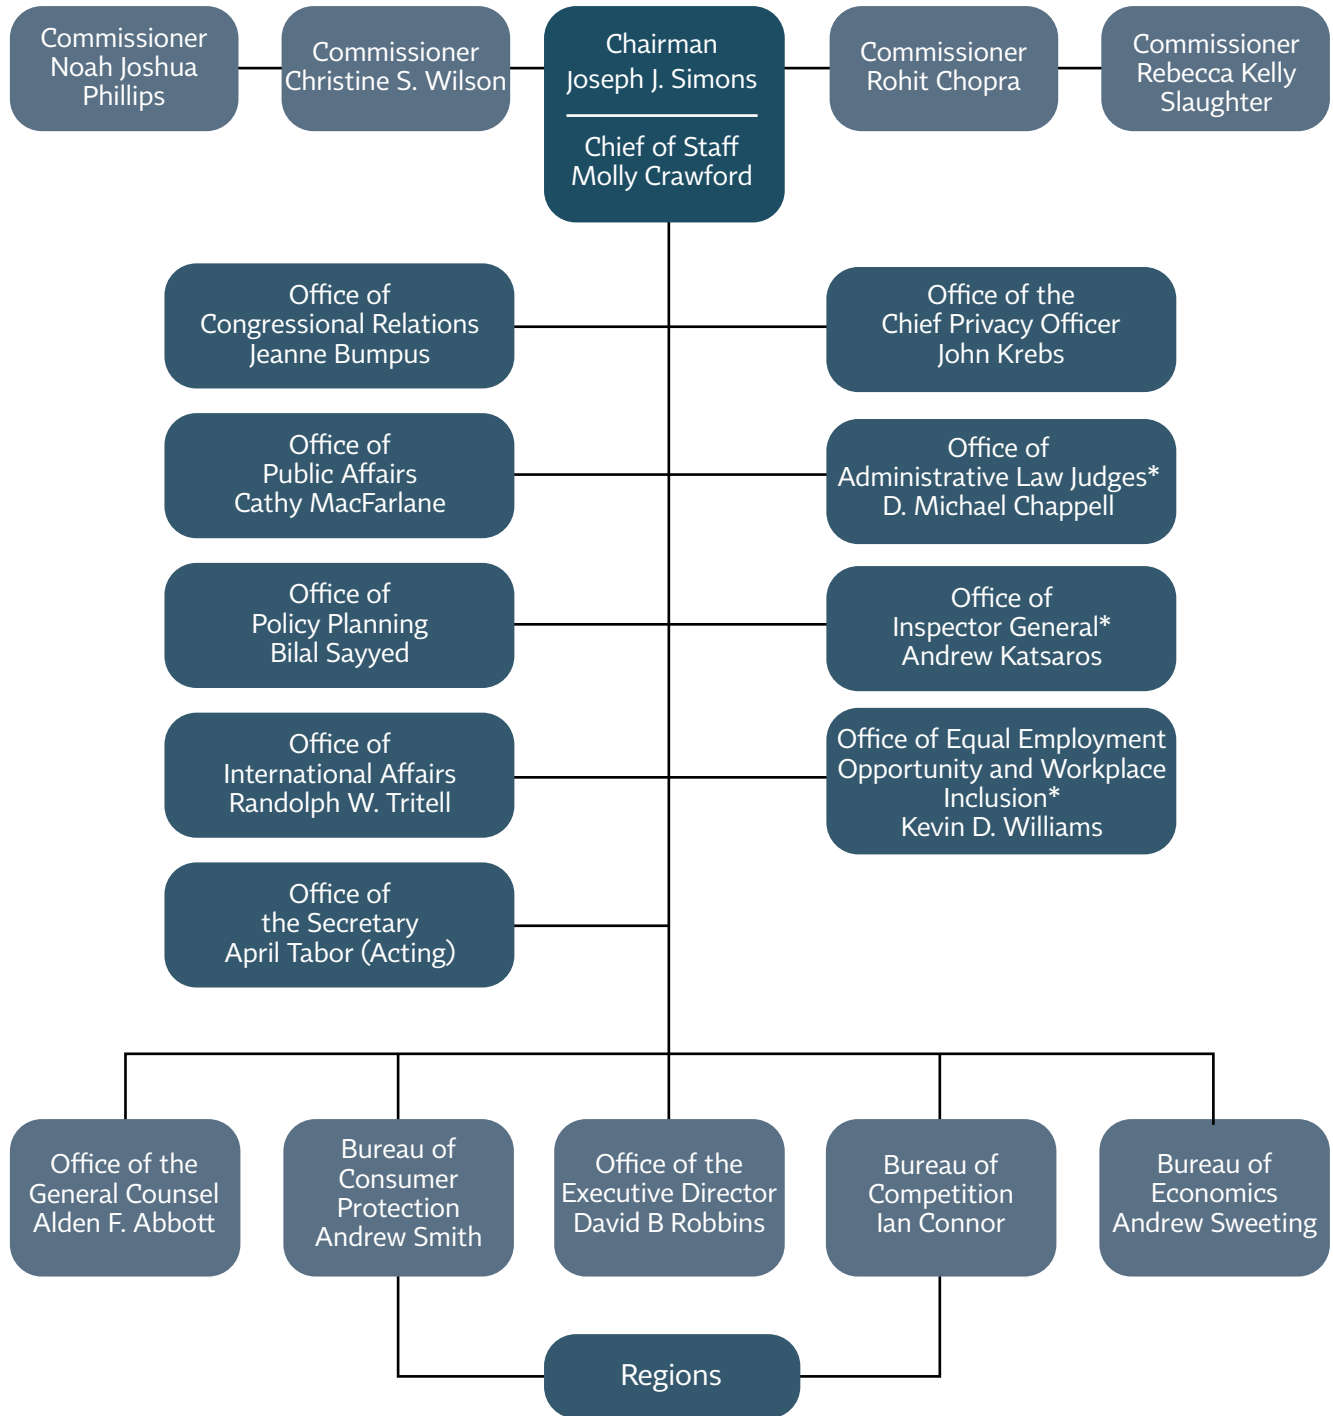 Commissioner
Noah Joshua
Phillips
Commissioner
Christine S. Wilson
Chairman
Joseph J. Simons
Chief of Staff
Molly Crawford
Commissioner
Rohit Chopra
Commissioner
Rebecca Kelly
Slaughter
Office of
Congressional Relations
Jeanne Bumpus
Office of the
Chief Privacy Officer
John Krebs
Office of
Public Affairs
Cathy MacFarlane
Office of
Administrative Law Judges*
D. Michael Chappell
Office of
Policy Planning
Bilal Sayyed
Office of
Inspector General*
Andrew Katsaros
Office of
International Affairs
Randolph W. Tritell
Office of Equal Employment
Opportunity and Workplace
Inclusion*
Kevin D. Williams
Office of
the Secretary
April Tabor (Acting)
Office of the
General Counsel
Alden F. Abbott
Bureau of
Consumer
Protection
Andrew Smith
Office of the
Executive Director
David B Robbins
Bureau of
Competition
Ian Connor
Bureau of
Economics
Andrew Sweeting
Regions